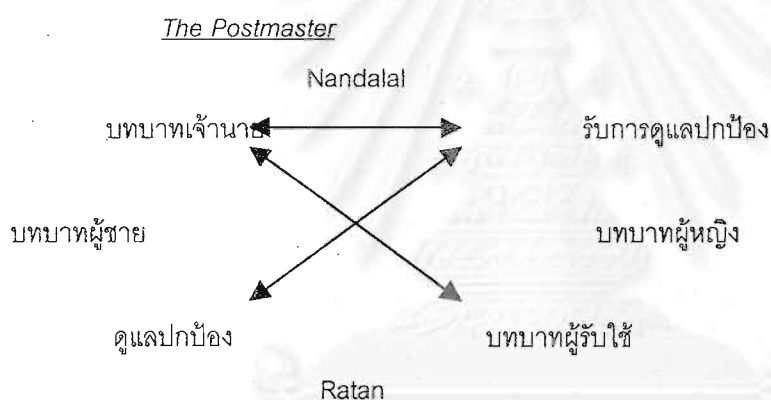 The Postmaster
Nandalal
บทบาทเจ้านาย รับการดูแลปกป้อง
บทบาทผู้ชาย บทบาทผู้หญิง
ดูแลปกป้อง บทบาทผู้รับใช้
Ratan